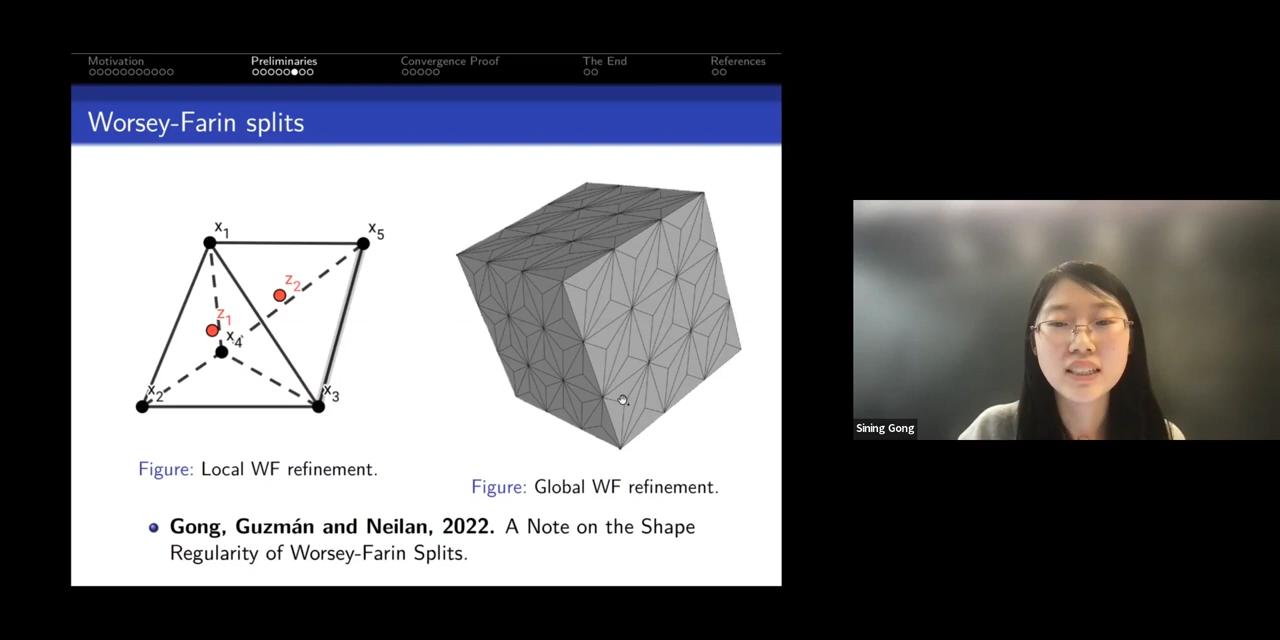 Motivation
Preliminaries
Convergence Proof
The End
References
Worsey-Farin splits
x1
x5
z2
z1
x4
x2
x3
Figure: Local WF refinement.
Figure: Global WF refinement.
Gong, Guzmán and Neilan, 2022. A Note on the Shape
Regularity of Worsey-Farin Splits.
Sining Gong